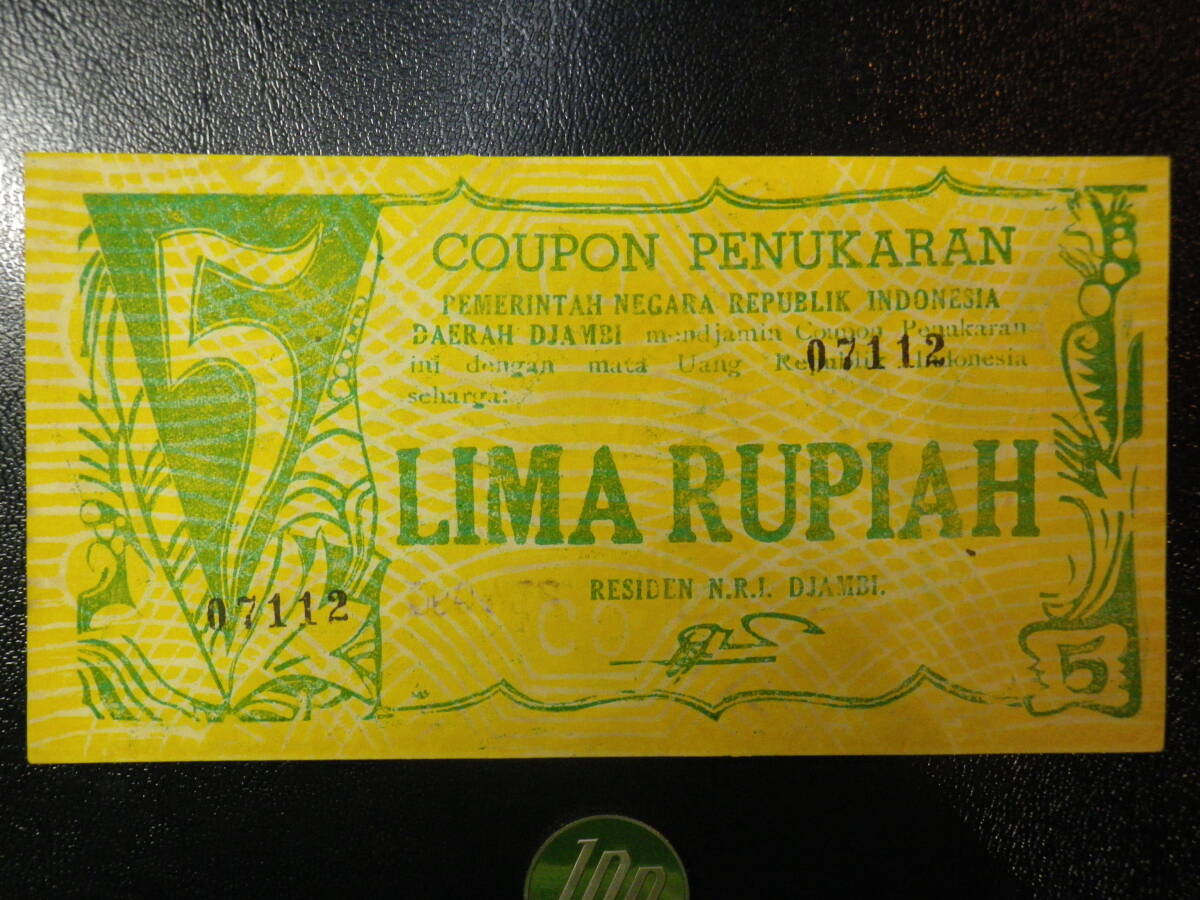 5
COUPON PENUKARAN
PEMERINTAH NEGARA REPUBLIK INDONESIA
DAERAH DJAMBI mendjamin Coupon Penukaran
ini dengan mata Uang Republik Indonesia
seharga:
07112
LIMA RUPIAH
07112
RESIDEN N.R.I. DJAMBI.
5